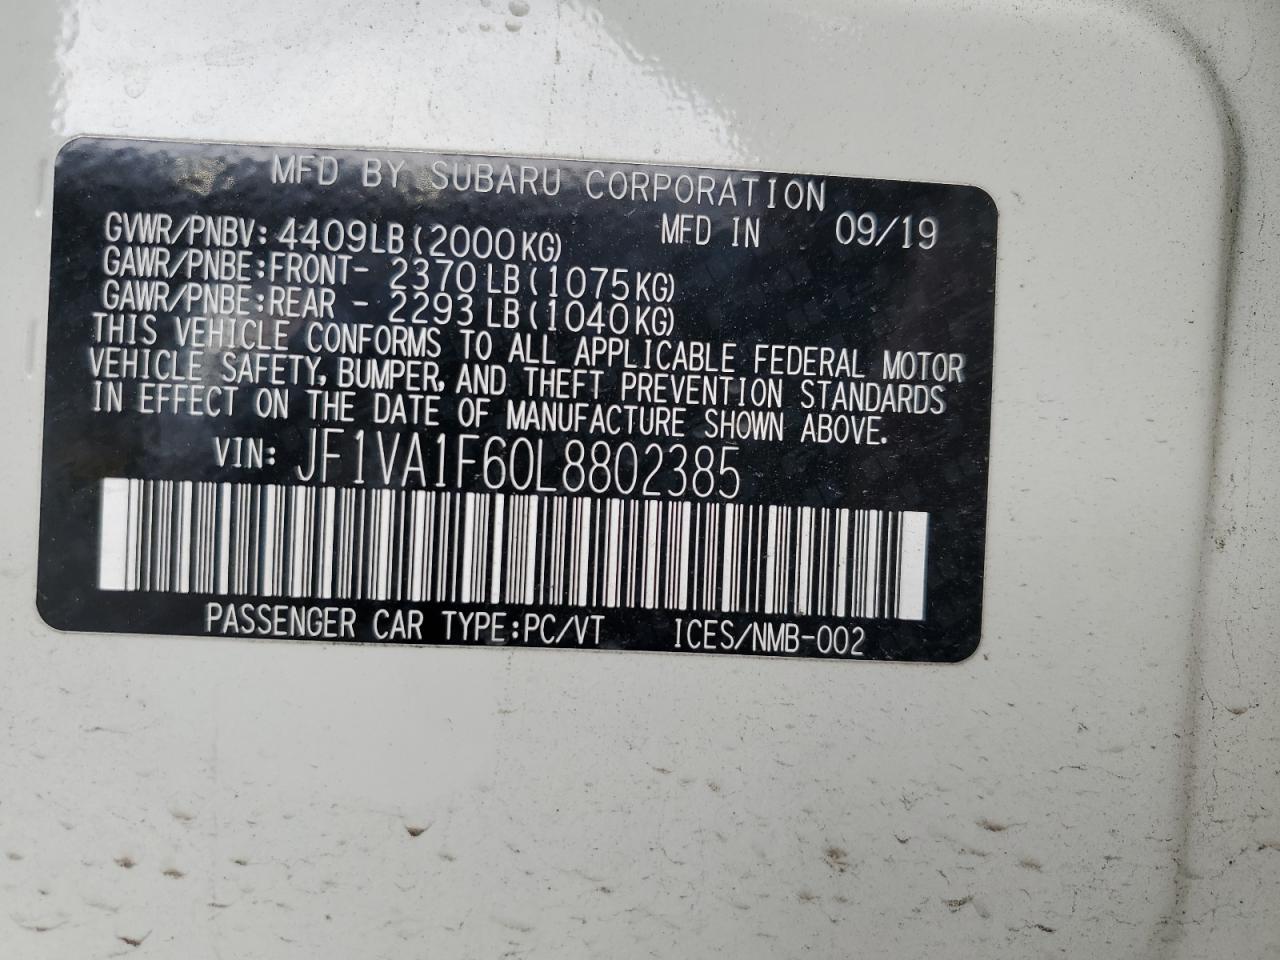 MFD BY SUBARU CORPORATION
GVWR/PNBV: 4409LB(2000KG) MFD IN 09/19
GAWR/PNBE:FRONT- 2370LB(1075KG)
GAWR/PNBE:REAR - 2293LB(1040KG)
THIS VEHICLE CONFORMS TO ALL APPLICABLE FEDERAL MOTOR
VEHICLE SAFETY, BUMPER, AND THEFT PREVENTION STANDARDS
IN EFFECT ON THE DATE OF MANUFACTURE SHOWN ABOVE.
VIN: JF1VA1F60L8802385
PASSENGER CAR TYPE:PC/VT ICES/NMB-002